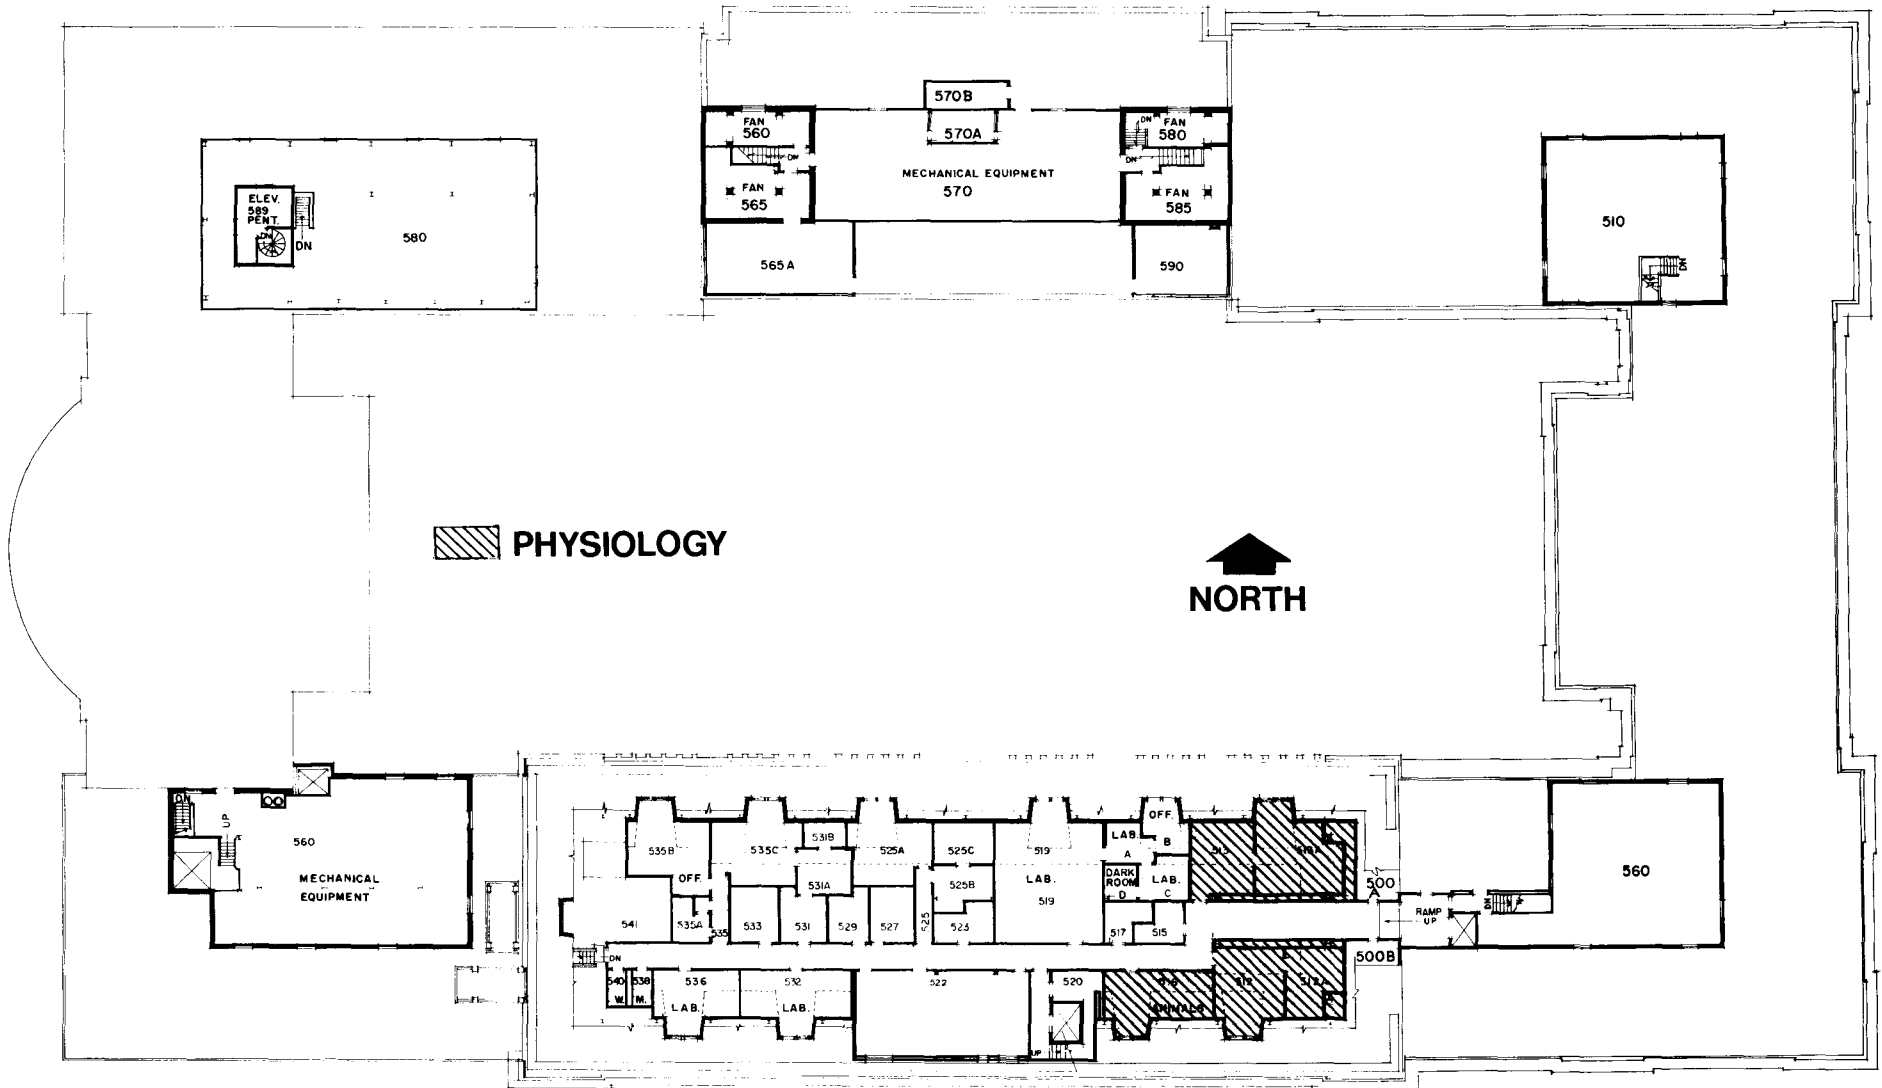 570B
FAN
560
570A
DN
FAN
580
DN
DN
MECHANICAL EQUIPMENT
570
FAN
565
FAN
585
ELEV.
589
PENT.
DN
DN
580
510
DN
565A
590
PHYSIOLOGY
NORTH
DN
UP
560
MECHANICAL
EQUIPMENT
535B
535C
531B
525A
525C
519
LAB.
A
OFF.
B
513
513A
OFF.
531A
525B
LAB.
519
DARK
ROOM
D
LAB.
C
500
A
560
541
535A
535
533
531
529
527
525
523
517
515
RAMP
UP
DN
500B
DN
540
W.
538
M.
536
LAB.
532
LAB.
522
520
UP
ANIMALS
512
512A